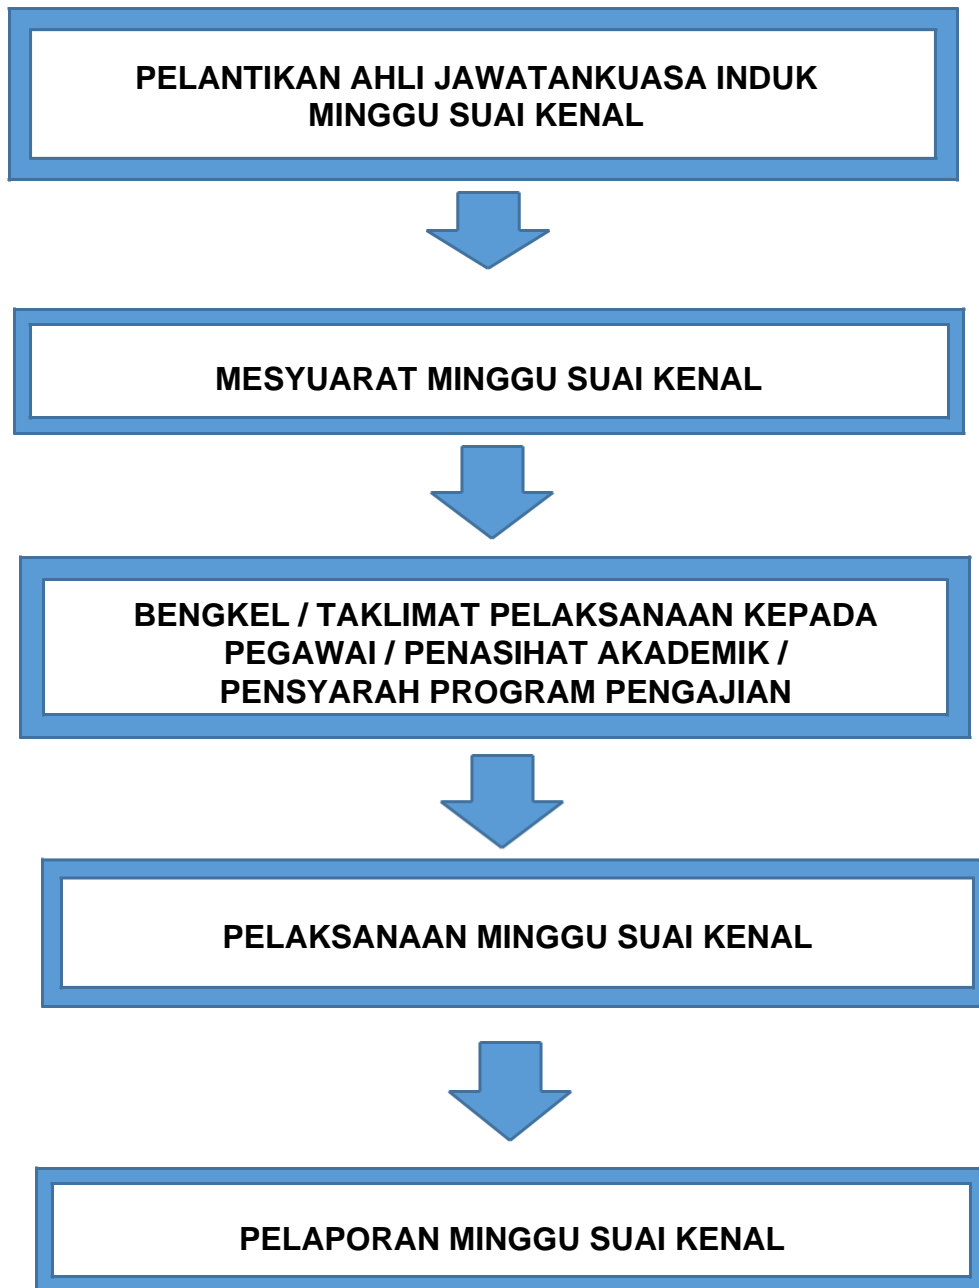 PELANTIKAN AHLI JAWATANKUASA INDUK
MINGGU SUAI KENAL
MESYUARAT MINGGU SUAI KENAL
BENGKEL / TAKLIMAT PELAKSANAAN KEPADA
PEGAWAI / PENASIHAT AKADEMIK /
PENSYARAH PROGRAM PENGAJIAN
PELAKSANAAN MINGGU SUAI KENAL
PELAPORAN MINGGU SUAI KENAL